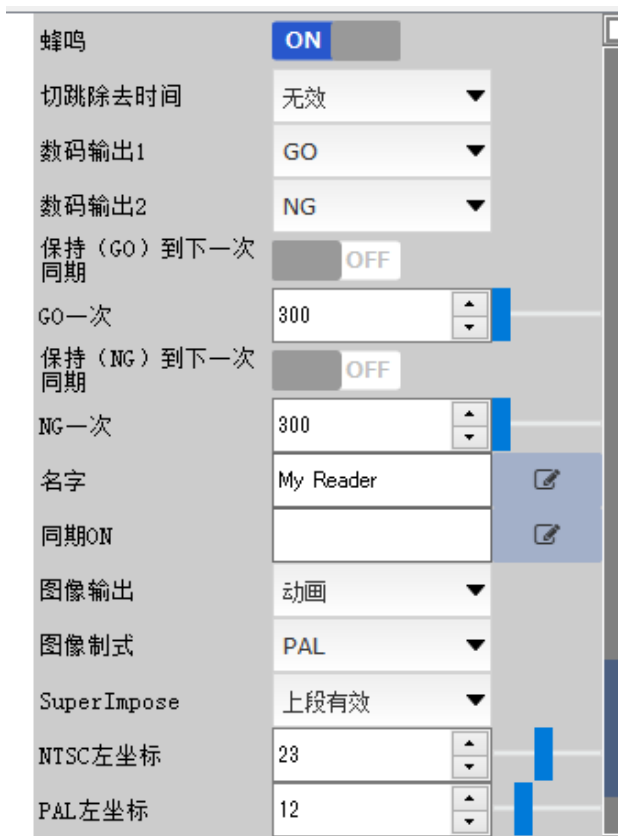 蜂鸣
ON
切跳除去时间
无效
数码输出1
GO
数码输出2
NG
保持（GO）到下一次
同期
OFF
GO一次
300
保持（NG）到下一次
同期
OFF
NG一次
300
名字
My Reader
同期ON
图像输出
动画
图像制式
PAL
SuperImpose
上段有效
NTSC左坐标
23
PAL左坐标
12